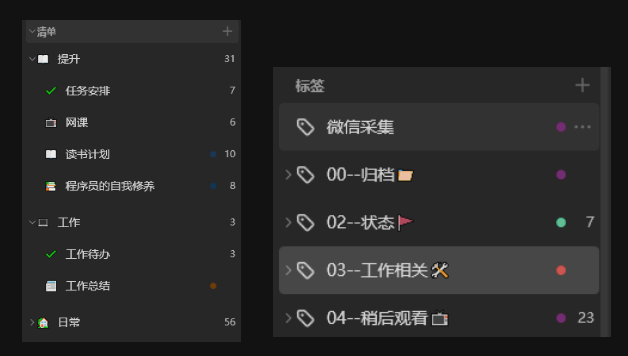 清单
提升 31
任务安排 7
网课 6
读书计划 10
程序员的自我修养 8
工作 3
工作待办 3
工作总结
日常 56
标签
微信采集
00--归档
02--状态 7
03--工作相关
04--稍后观看 23